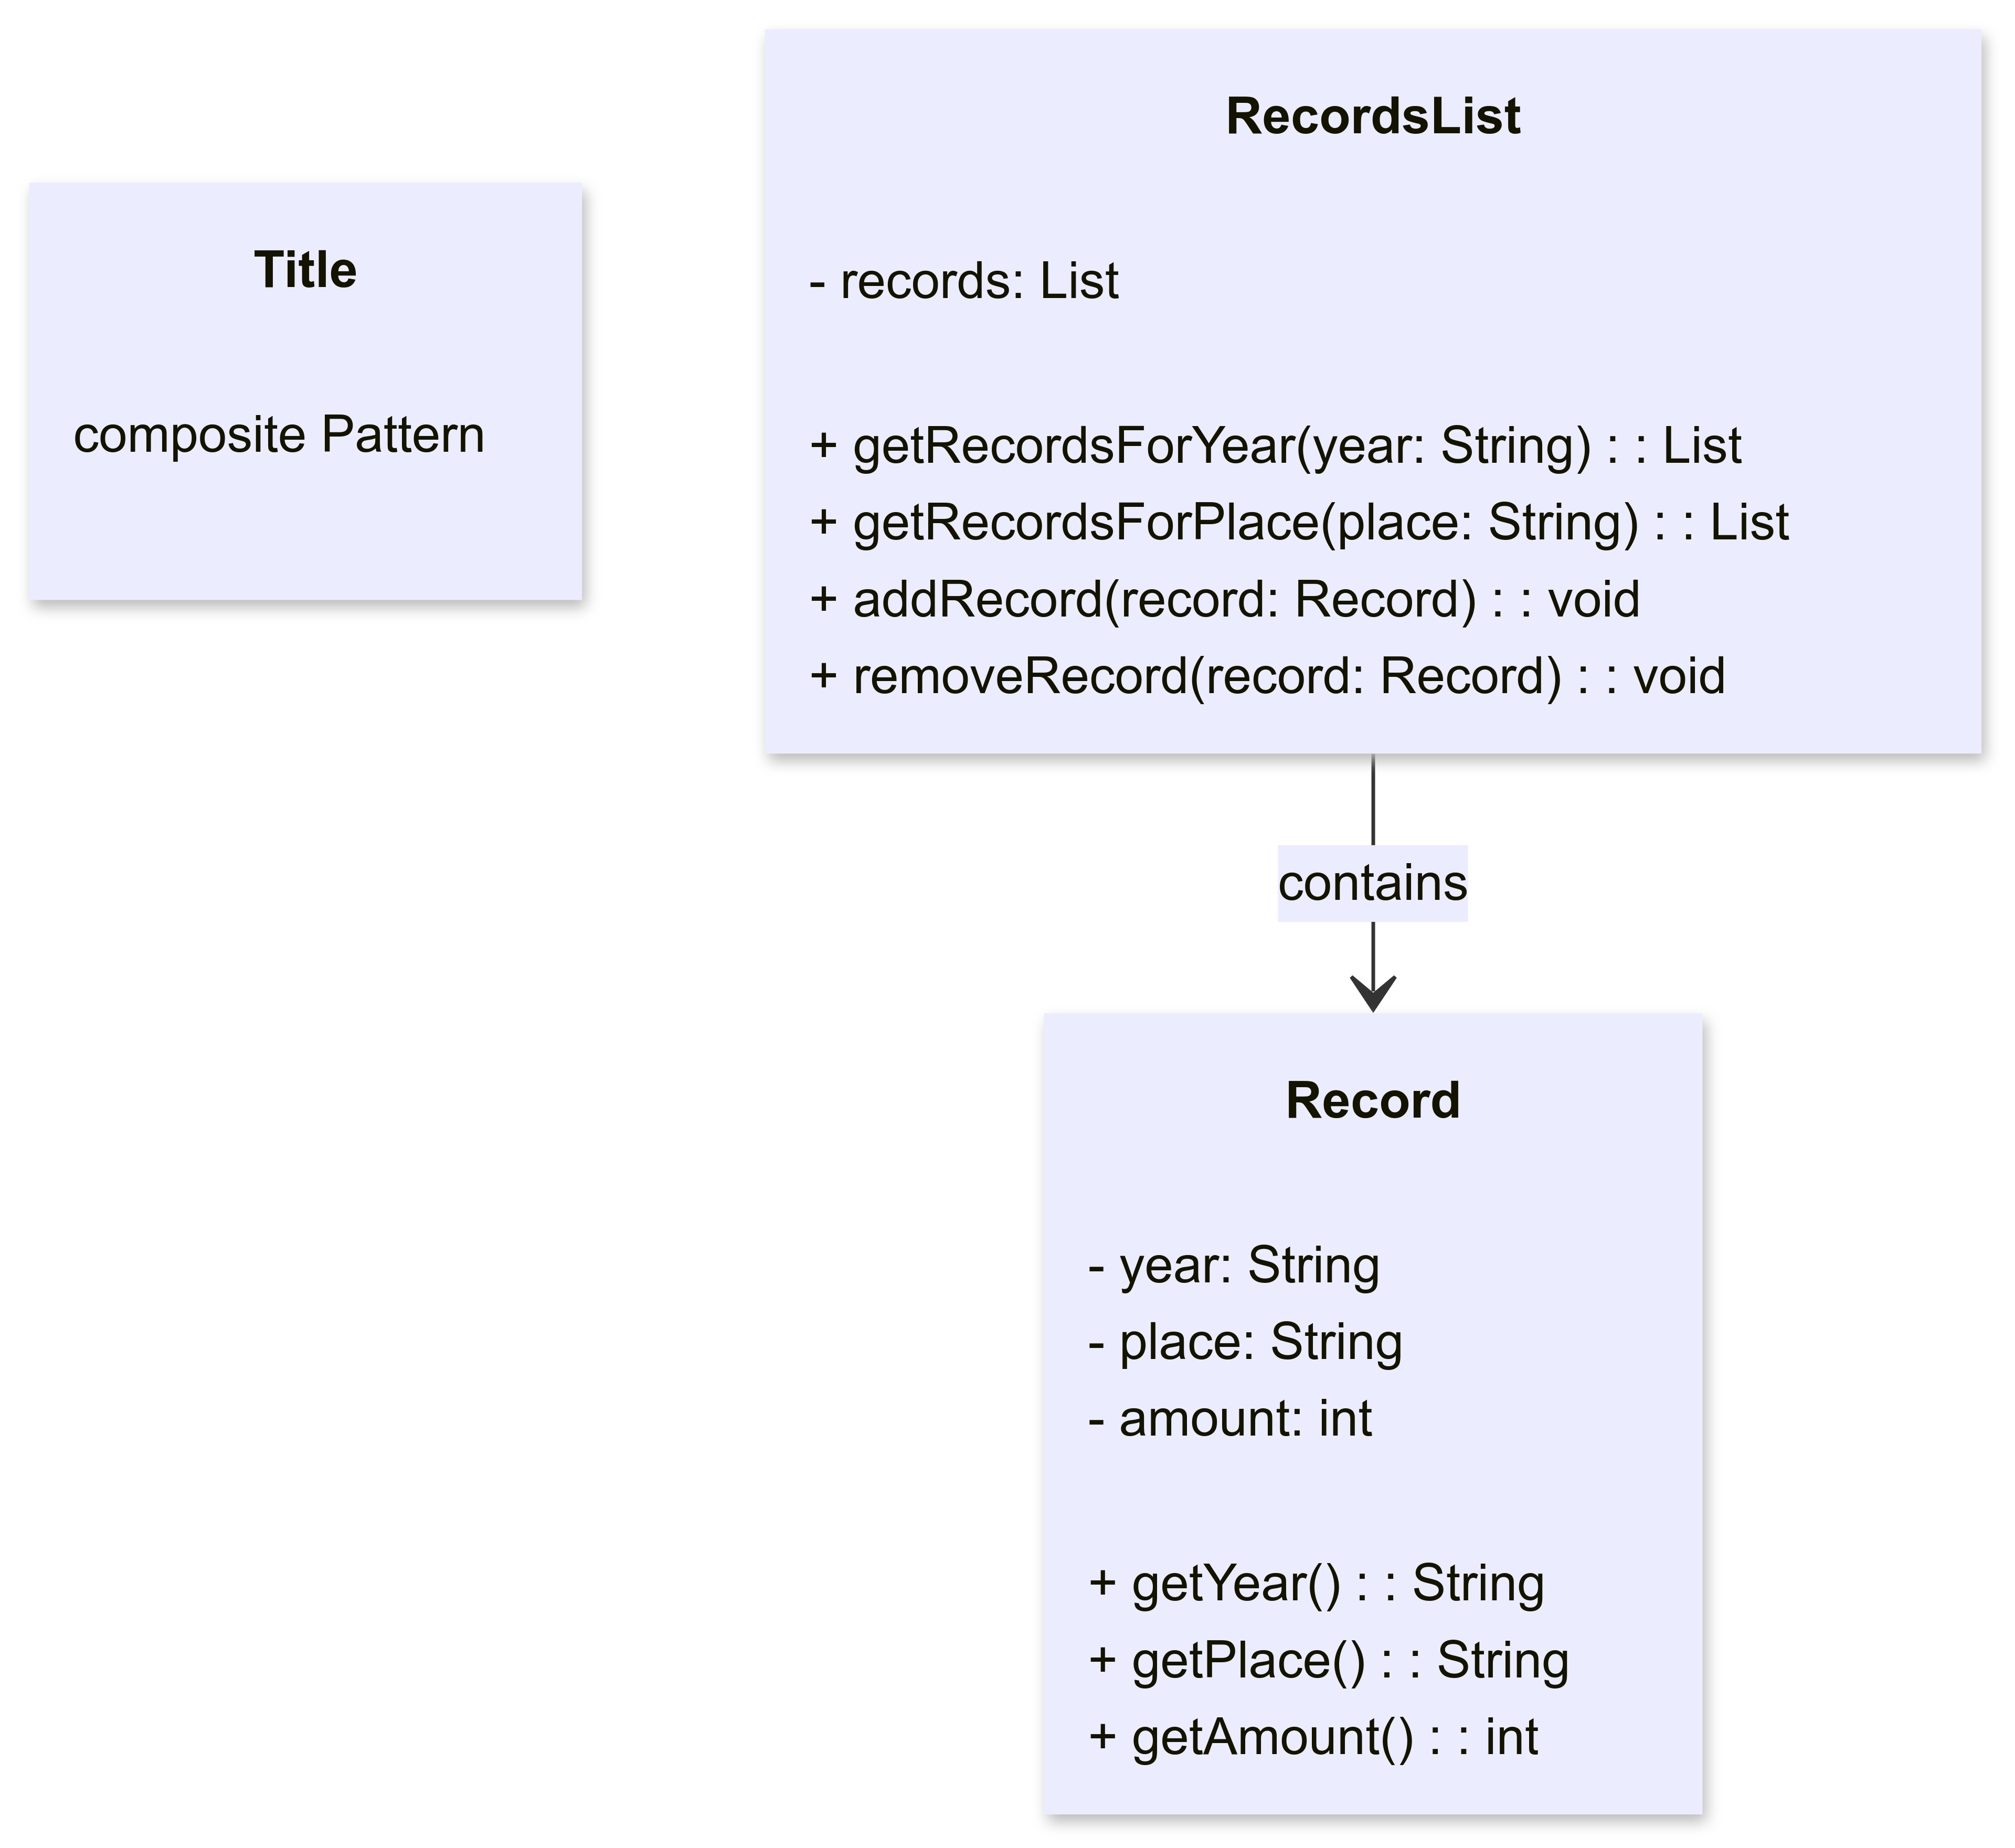 Title
composite Pattern
RecordsList
- records: List
+ getRecordsForYear(year: String) : : List
+ getRecordsForPlace(place: String) : : List
+ addRecord(record: Record) : : void
+ removeRecord(record: Record) : : void
contains
Record
- year: String
- place: String
- amount: int
+ getYear() : : String
+ getPlace() : : String
+ getAmount() : : int